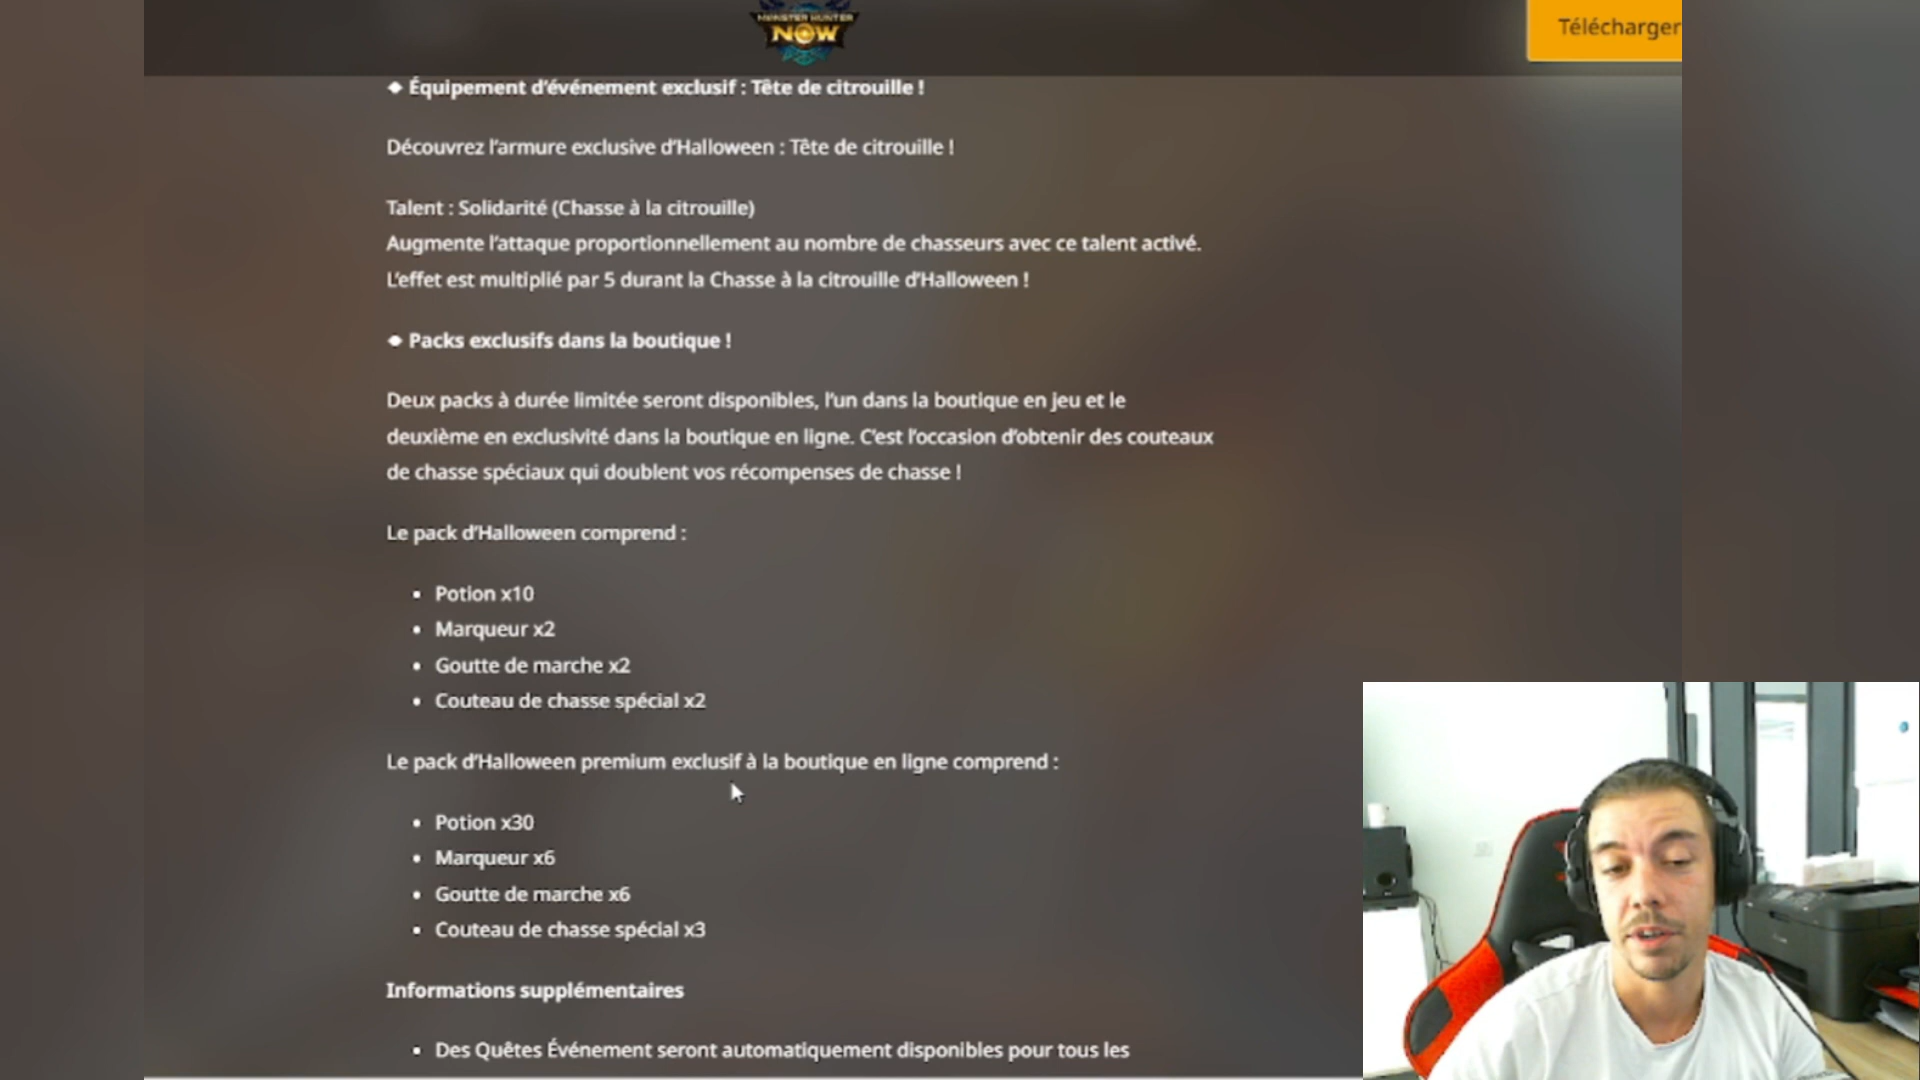 MONSTER HUNTER
NOW
Télécharger
Équipement d'événement exclusif : Tête de citrouille !
Découvrez l'armure exclusive d'Halloween : Tête de citrouille !
Talent : Solidarité (Chasse à la citrouille)
Augmente l'attaque proportionnellement au nombre de chasseurs avec ce talent activé.
L'effet est multiplié par 5 durant la Chasse à la citrouille d'Halloween !
Packs exclusifs dans la boutique !
Deux packs à durée limitée seront disponibles, l'un dans la boutique en jeu et le
deuxième en exclusivité dans la boutique en ligne. C'est l'occasion d'obtenir des couteaux
de chasse spéciaux qui doublent vos récompenses de chasse !
Le pack d'Halloween comprend :
• Potion x10
• Marqueur x2
• Goutte de marche x2
• Couteau de chasse spécial x2
Le pack d'Halloween premium exclusif à la boutique en ligne comprend :
• Potion x30
• Marqueur x6
• Goutte de marche x6
• Couteau de chasse spécial x3
Informations supplémentaires
• Des Quêtes Événement seront automatiquement disponibles pour tous les